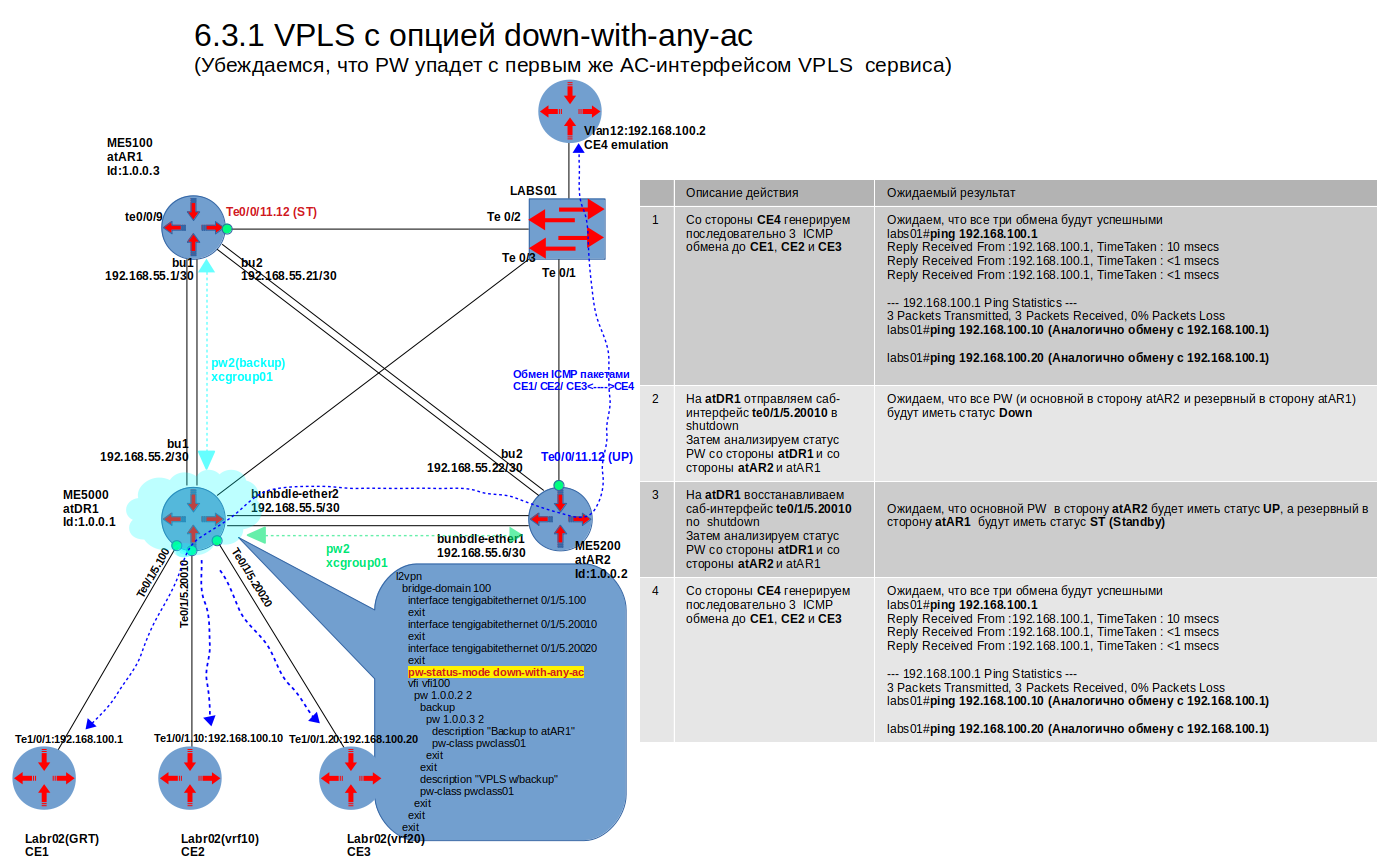 6.3.1 VPLS с опцией down-with-any-ac
(Убеждаемся, что PW упадет с первым же AC-интерфейсом VPLS сервиса)
Vlan12:192.168.100.2
CE4 emulation
ME5100
atAR1
Id:1.0.0.3
LABS01
te0/0/9
Te0/0/11.12 (ST)
Te 0/2
Te 0/3
Te 0/1
bu1
192.168.55.1/30
bu2
192.168.55.21/30
pw2(backup)
xcgroup01
Обмен ICMP пакетами
CE1/ CE2/ CE3<----->CE4
bu1
192.168.55.2/30
bu2
192.168.55.22/30
Te0/0/11.12 (UP)
ME5000
atDR1
Id:1.0.0.1
bunbdle-ether2
192.168.55.5/30
bunbdle-ether1
192.168.55.6/30
pw2
xcgroup01
ME5200
atAR2
Id:1.0.0.2
Te0/1/5.100
Te0/1/5.20010
Te0/1/5.20020
l2vpn
bridge-domain 100
interface tengigabitethernet 0/1/5.100
exit
interface tengigabitethernet 0/1/5.20010
exit
interface tengigabitethernet 0/1/5.20020
exit
pw-status-mode down-with-any-ac
vfi vfi100
pw 1.0.0.2 2
backup
pw 1.0.0.3 2
description "Backup to atAR1"
pw-class pwclass01
exit
exit
description "VPLS w/backup"
pw-class pwclass01
exit
exit
exit
Te1/0/1:192.168.100.1
Te1/0/1.10:192.168.100.10
Te1/0/1.20:192.168.100.20
Labr02(GRT)
CE1
Labr02(vrf10)
CE2
Labr02(vrf20)
CE3
Описание действия
Ожидаемый результат
1
Со стороны CE4 генерируем
последовательно 3 ICMP
обмена до CE1, CE2 и CE3
Ожидаем, что все три обмена будут успешными
labs01#ping 192.168.100.1
Reply Received From :192.168.100.1, TimeTaken : 10 msecs
Reply Received From :192.168.100.1, TimeTaken : <1 msecs
Reply Received From :192.168.100.1, TimeTaken : <1 msecs
--- 192.168.100.1 Ping Statistics ---
3 Packets Transmitted, 3 Packets Received, 0% Packets Loss
labs01#ping 192.168.100.10 (Аналогично обмену с 192.168.100.1)
labs01#ping 192.168.100.20 (Аналогично обмену с 192.168.100.1)
2
На atDR1 отправляем саб-
интерфейс te0/1/5.20010 в
shutdown
Затем анализируем статус
PW со стороны atDR1 и со
стороны atAR2 и atAR1
Ожидаем, что все PW (и основной в сторону atAR2 и резервный в сторону atAR1)
будут иметь статус Down
3
На atDR1 восстанавливаем
саб-интерфейс te0/1/5.20010
no shutdown
Затем анализируем статус
PW со стороны atDR1 и со
стороны atAR2 и atAR1
Ожидаем, что основной PW в сторону atAR2 будет иметь статус UP, а резервный в
сторону atAR1 будут иметь статус ST (Standby)
4
Со стороны CE4 генерируем
последовательно 3 ICMP
обмена до CE1, CE2 и CE3
Ожидаем, что все три обмена будут успешными
labs01#ping 192.168.100.1
Reply Received From :192.168.100.1, TimeTaken : 10 msecs
Reply Received From :192.168.100.1, TimeTaken : <1 msecs
Reply Received From :192.168.100.1, TimeTaken : <1 msecs
--- 192.168.100.1 Ping Statistics ---
3 Packets Transmitted, 3 Packets Received, 0% Packets Loss
labs01#ping 192.168.100.10 (Аналогично обмену с 192.168.100.1)
labs01#ping 192.168.100.20 (Аналогично обмену с 192.168.100.1)